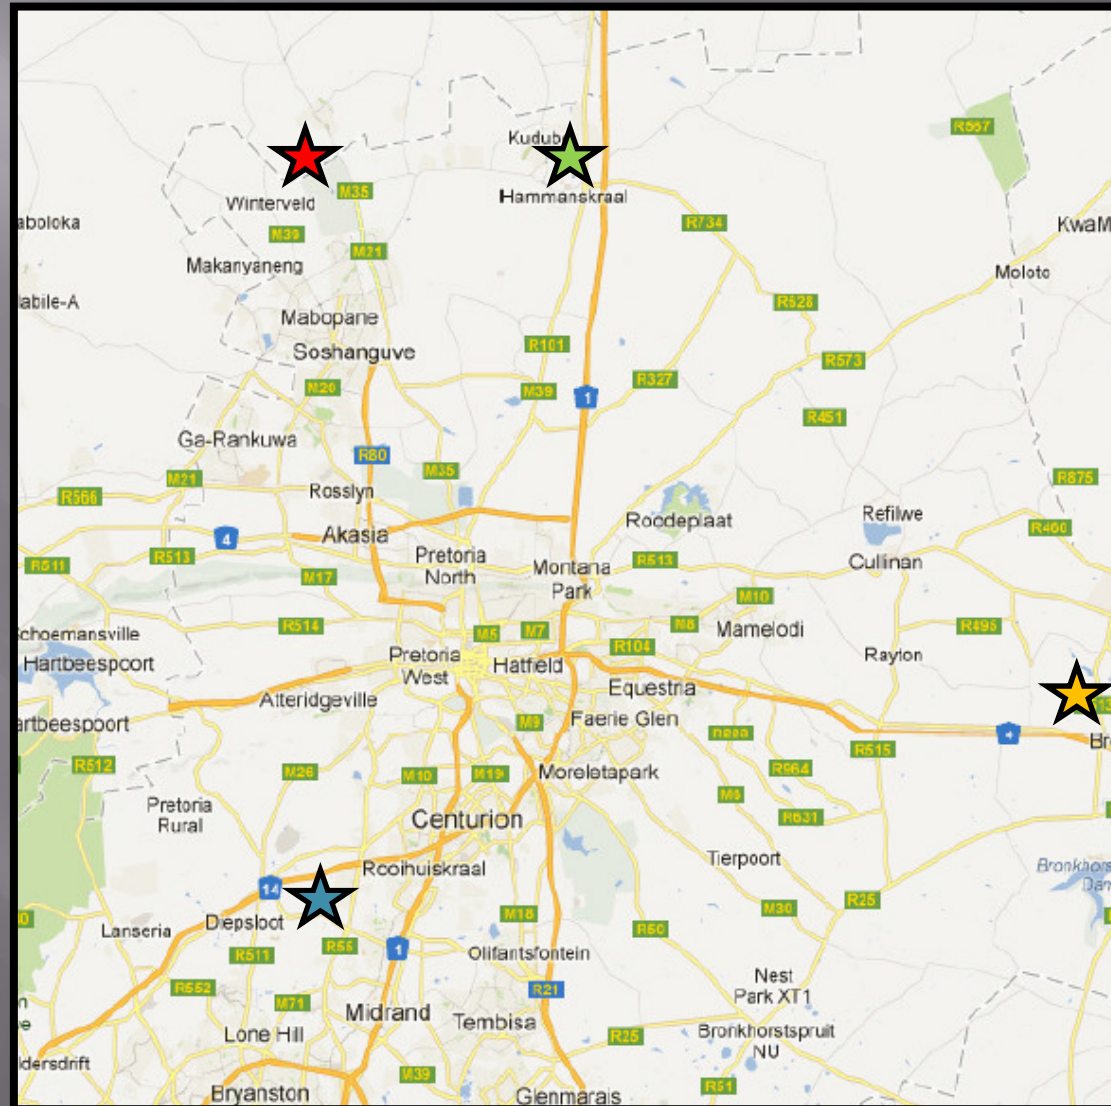 R567
Kudube
M35
Hammanskraal
Winterveld
aboloka
R734
KwaM
M39
M21
Makanyaneng
Moloto
abile-A
R528
Mabopane
R101
Soshanguve
R573
R327
M20
M39
1
R451
Ga-Rankuwa
R80
M35
R875
M21
Rosslyn
R566
Refilwe
Roodeplaat
R460
Akasia
4
R513
Pretoria
North
R513
Cullinan
R511
Montana
Park
M17
M10
R514
M8
R495
Mamelodi
choemansville
M5
M7
R104
Pretoria
West
Hatfield
Rayton
Hartbeespoort
Equestria
Atteridgeville
artbeespoort
M9
Faerie Glen
4
Br
R515
R512
M26
M10
M19
Moreletapark
R964
M6
Pretoria
Rural
R631
Centurion
Tierpoort
Rooihuiskraal
Bronkhors
Dam
14
R25
M30
M18
Diepsloot
Lanseria
R50
R55
1
R511
Olifantsfontein
Nest
Park XT1
R552
R21
M71
Midrand
Tembisa
Lone Hill
R25
Bronkhorstspruit
NU
ldersdrift
M39
R51
Bryanston
Glenmarais